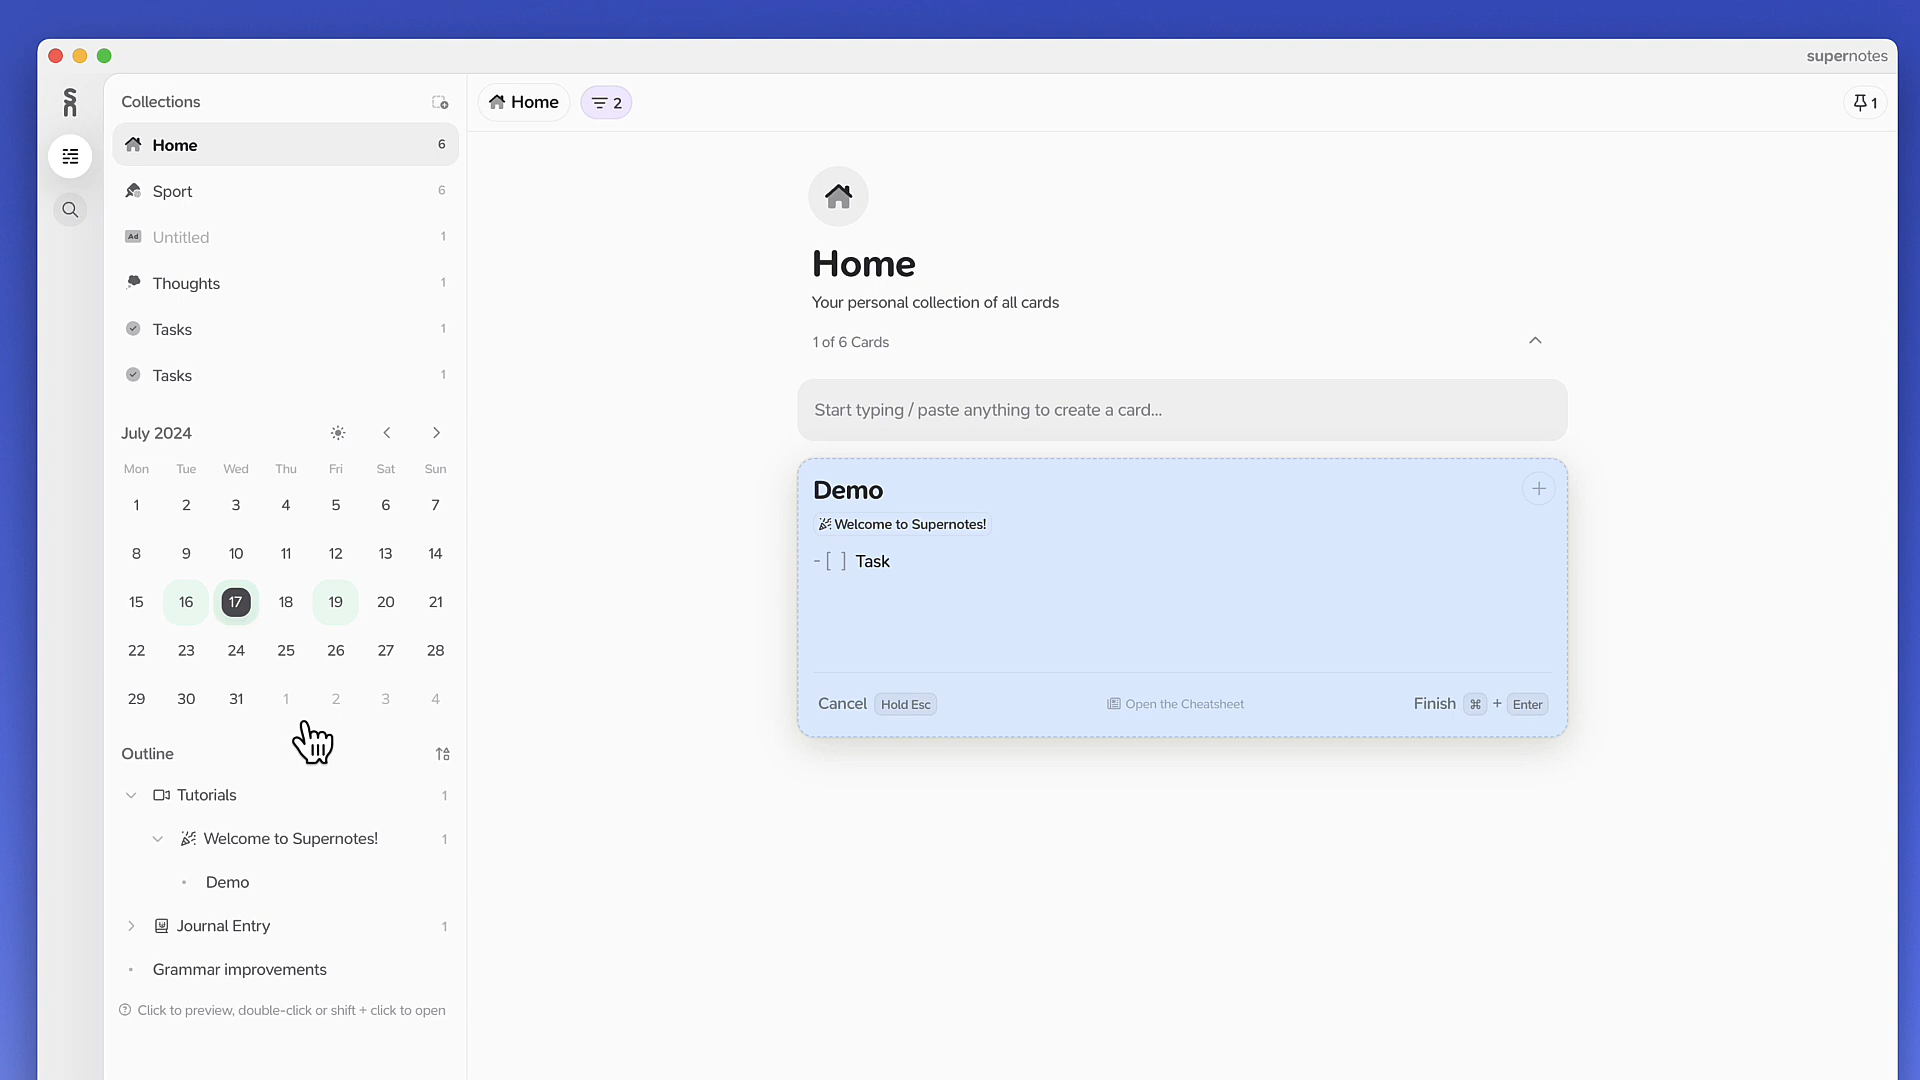 supernotes
Collections
Home 6
Sport 6
Ad Untitled 1
Thoughts 1
Tasks 1
Tasks 1
July 2024
Mon Tue Wed Thu Fri Sat Sun
1 2 3 4 5 6 7
8 9 10 11 12 13 14
15 16 17 18 19 20 21
22 23 24 25 26 27 28
29 30 31 1 2 3 4
Outline
Tutorials 1
Welcome to Supernotes! 1
Demo
Journal Entry 1
Grammar improvements
Click to preview, double-click or shift + click to open
Home 2 1
Home
Your personal collection of all cards
1 of 6 Cards
Start typing / paste anything to create a card...
Demo
Welcome to Supernotes!
- [ ] Task
Cancel Hold Esc Open the Cheatsheet Finish ⌘ + Enter